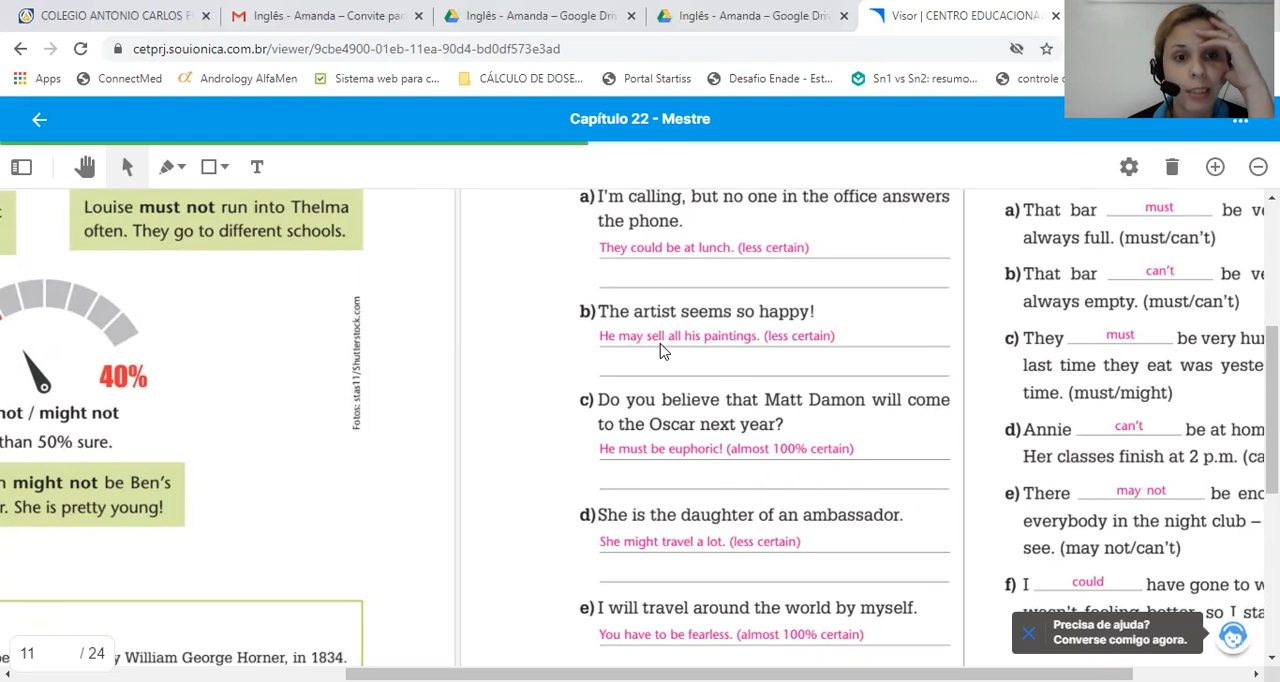 COLEGIO ANTONIO CARLOS F
Inglês - Amanda – Convite par
Inglês - Amanda – Google Dri
Inglês - Amanda – Google Dri
Visor | CENTRO EDUCACIONA
cetprj.souionica.com.br/viewer/9cbe4900-01eb-11ea-90d4-bd0df573e3ad
Apps
ConnectMed
Andrology AlfaMen
Sistema web para c...
CÁLCULO DE DOSE...
Portal Startiss
Desafio Enade - Est...
Sn1 vs Sn2: resumo...
controle
Capítulo 22 - Mestre
Louise must not run into Thelma
often. They go to different schools.
40%
not / might not
than 50% sure.
might not be Ben's
r. She is pretty young!
Fotos: stas11/Shutterstock.com
y William George Horner, in 1834.
11 / 24
a) I'm calling, but no one in the office answers
the phone.
They could be at lunch. (less certain)
b) The artist seems so happy!
He may sell all his paintings. (less certain)
c) Do you believe that Matt Damon will come
to the Oscar next year?
He must be euphoric! (almost 100% certain)
d) She is the daughter of an ambassador.
She might travel a lot. (less certain)
e) I will travel around the world by myself.
You have to be fearless. (almost 100% certain)
a) That bar must be ve
always full. (must/can't)
b) That bar can't be ve
always empty. (must/can't)
c) They must be very hun
last time they eat was yeste
time. (must/might)
d) Annie can't be at hom
Her classes finish at 2 p.m. (ca
e) There may not be eno
everybody in the night club –
see. (may not/can't)
f) I could have gone to w
wasn't feeling better, so I sta
Precisa de ajuda?
Converse comigo agora.